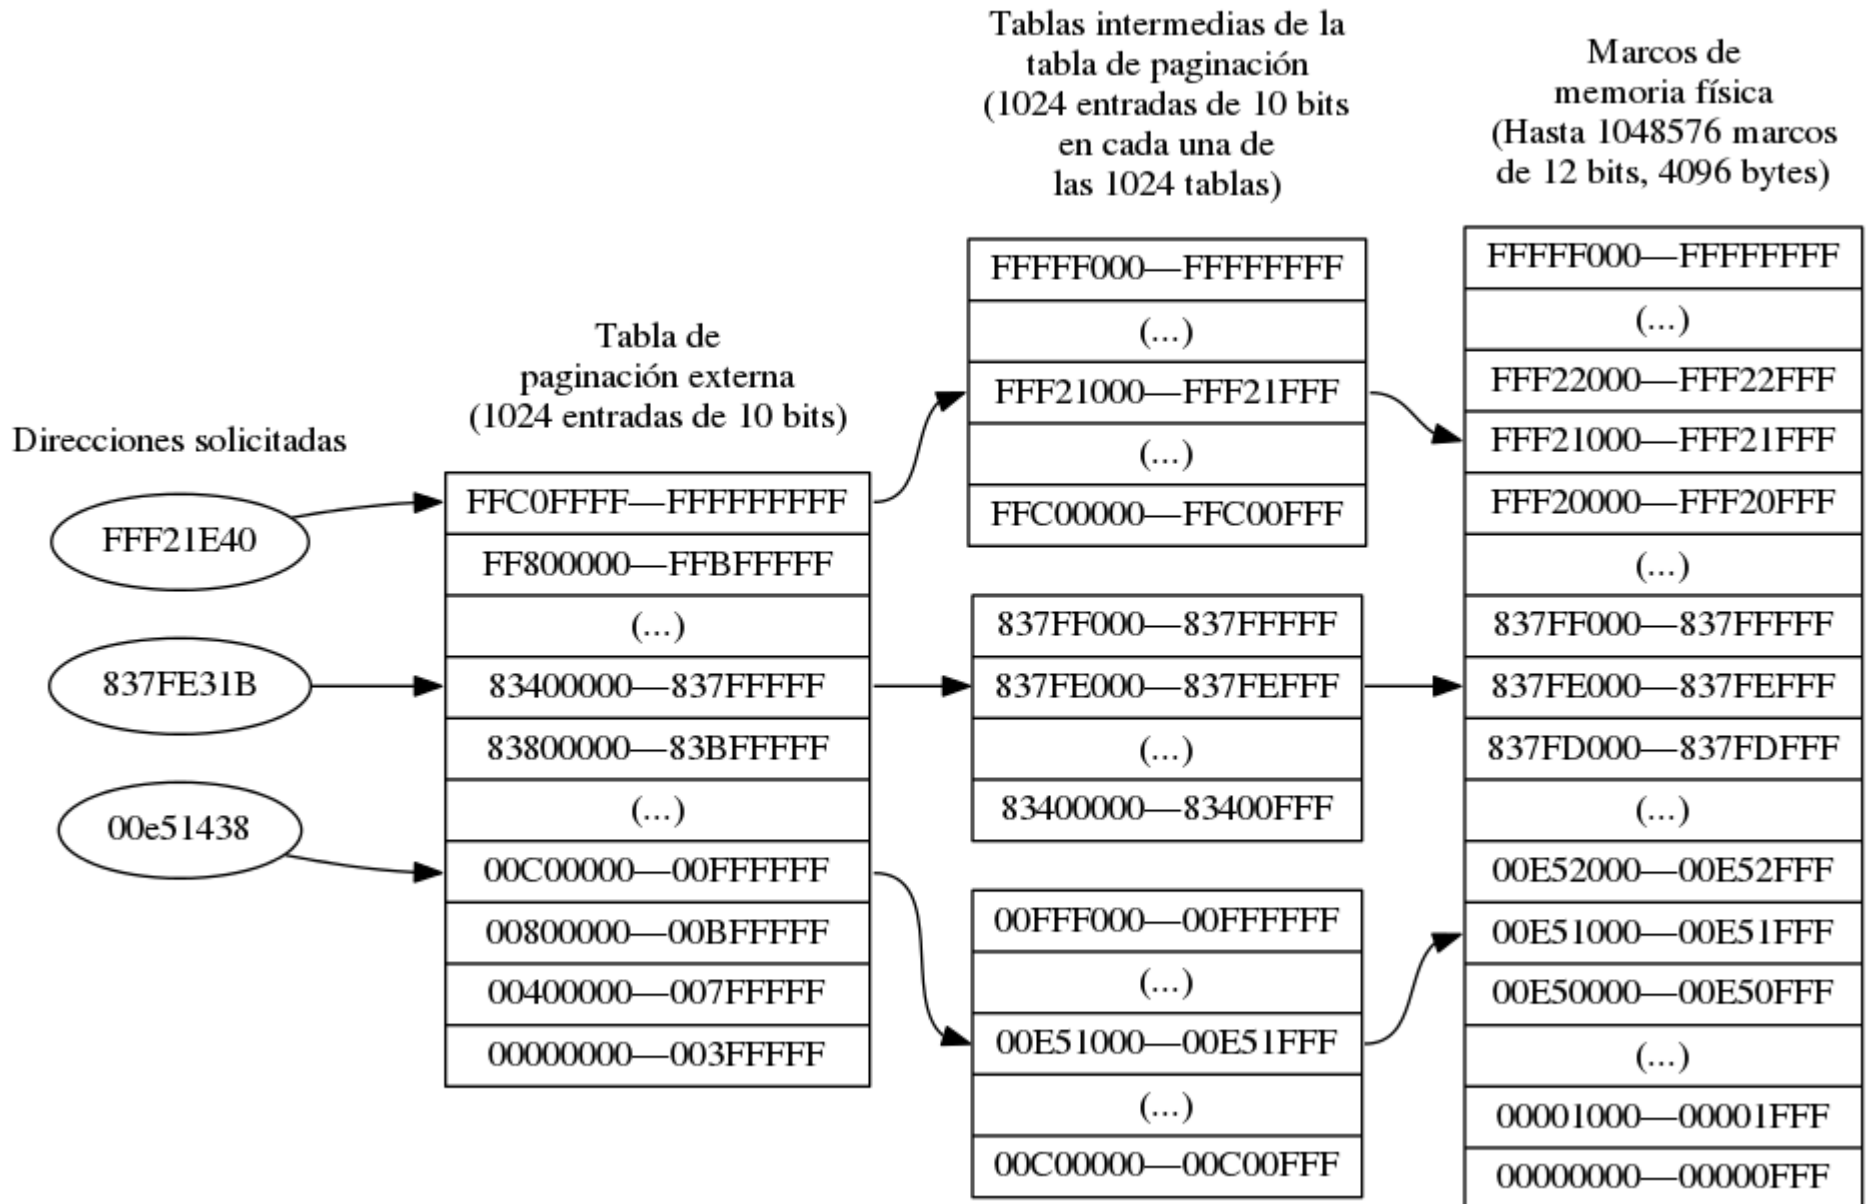 Direcciones solicitadas
FFF21E40
837FE31B
00e51438
Tabla de
paginación externa
(1024 entradas de 10 bits)
FFC0FFFF—FFFFFFFFF
FF800000—FFBFFFFF
(...)
83400000—837FFFFF
83800000—83BFFFFF
(...)
00C00000—00FFFFFF
00800000—00BFFFFF
00400000—007FFFFF
00000000—003FFFFF
Tablas intermedias de la
tabla de paginación
(1024 entradas de 10 bits
en cada una de
las 1024 tablas)
FFFFF000—FFFFFFFF
(...)
FFF21000—FFF21FFF
(...)
FFC00000—FFC00FFF
837FF000—837FFFFF
837FE000—837FEFFF
(...)
83400000—83400FFF
00FFF000—00FFFFFF
(...)
00E51000—00E51FFF
(...)
00C00000—00C00FFF
Marcos de
memoria física
(Hasta 1048576 marcos
de 12 bits, 4096 bytes)
FFFFF000—FFFFFFFF
(...)
FFF22000—FFF22FFF
FFF21000—FFF21FFF
FFF20000—FFF20FFF
(...)
837FF000—837FFFFF
837FE000—837FEFFF
837FD000—837FDFFF
(...)
00E52000—00E52FFF
00E51000—00E51FFF
00E50000—00E50FFF
(...)
00001000—00001FFF
00000000—00000FFF